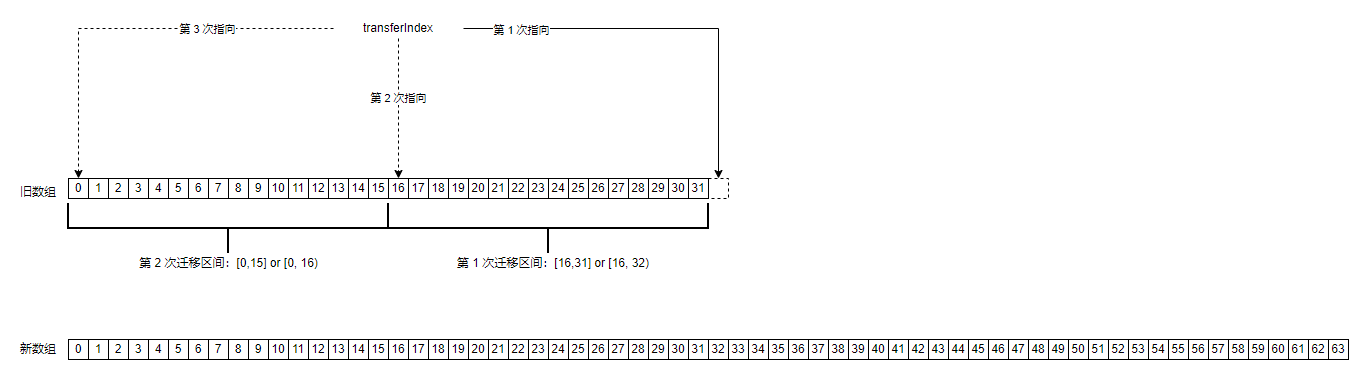 第 3 次指向 transferIndex 第 1 次指向
第 2 次指向
旧数组 0 1 2 3 4 5 6 7 8 9 10 11 12 13 14 15 16 17 18 19 20 21 22 23 24 25 26 27 28 29 30 31
第 2 次迁移区间：[0,15] or [0, 16) 第 1 次迁移区间：[16,31] or [16, 32)
新数组 0 1 2 3 4 5 6 7 8 9 10 11 12 13 14 15 16 17 18 19 20 21 22 23 24 25 26 27 28 29 30 31 32 33 34 35 36 37 38 39 40 41 42 43 44 45 46 47 48 49 50 51 52 53 54 55 56 57 58 59 60 61 62 63